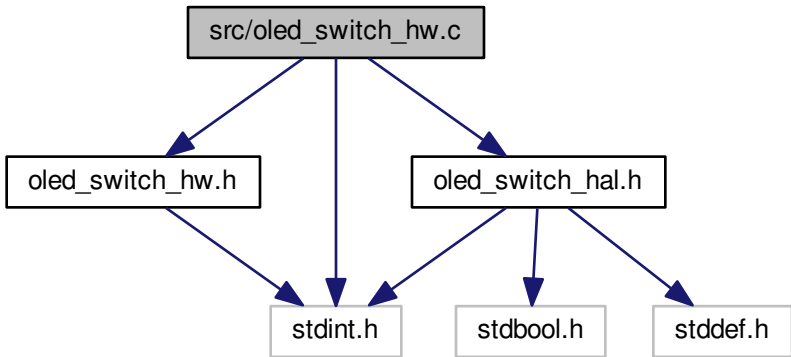 src/oled_switch_hw.c
oled_switch_hw.h
oled_switch_hal.h
stdint.h
stdbool.h
stddef.h